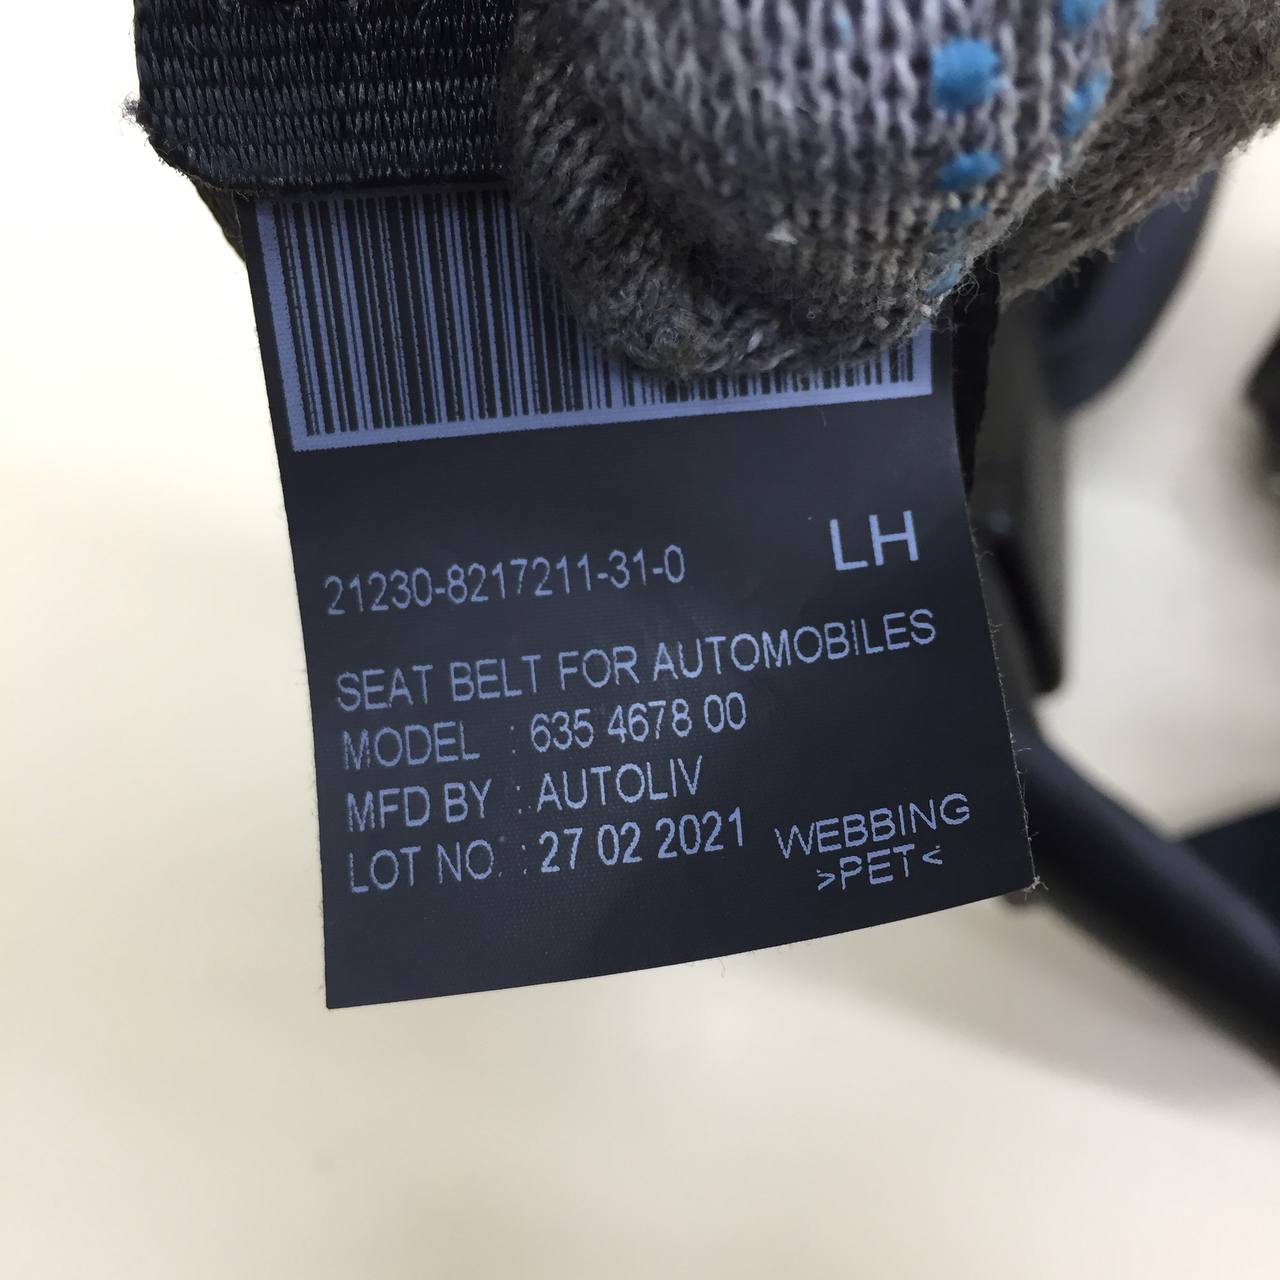 21230-8217211-31-0 LH
SEAT BELT FOR AUTOMOBILES
MODEL : 635 4678 00
MFD BY : AUTOLIV
LOT NO. : 27 02 2021
WEBBING
>PET<